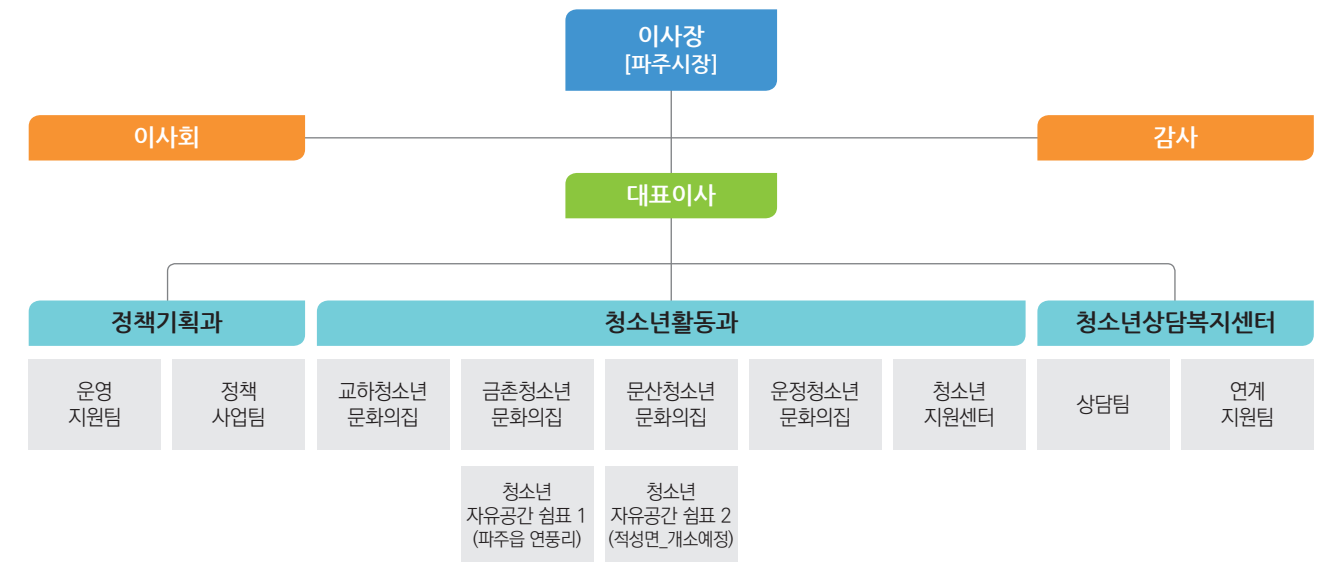 이사장
[파주시장]
이사회
감사
대표이사
정책기획과
청소년활동과
청소년상담복지센터
운영
지원팀
정책
사업팀
교하청소년
문화의집
금촌청소년
문화의집
문산청소년
문화의집
운정청소년
문화의집
청소년
지원센터
상담팀
연계
지원팀
청소년
자유공간 쉼표 1
(파주읍 연풍리)
청소년
자유공간 쉼표 2
(적성면_개소예정)